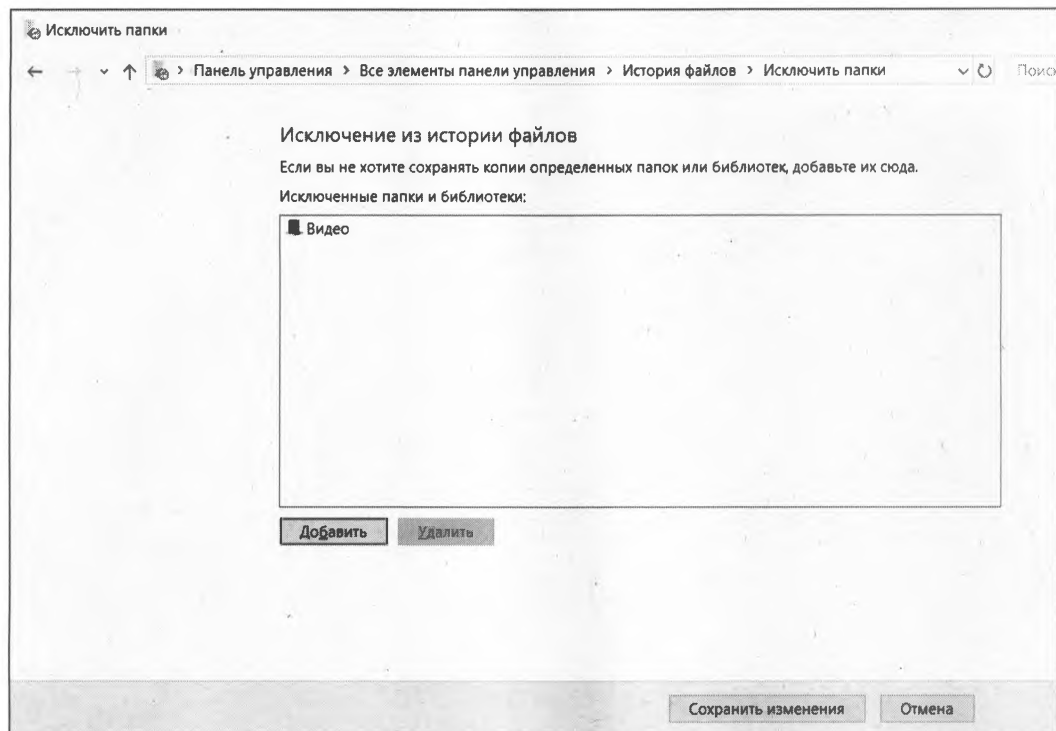 Исключить папки
Панель управления > Все элементы панели управления > История файлов > Исключить папки
Исключение из истории файлов
Если вы не хотите сохранять копии определенных папок или библиотек, добавьте их сюда.
Исключенные папки и библиотеки:
Видео
Добавить Удалить
Сохранить изменения Отмена